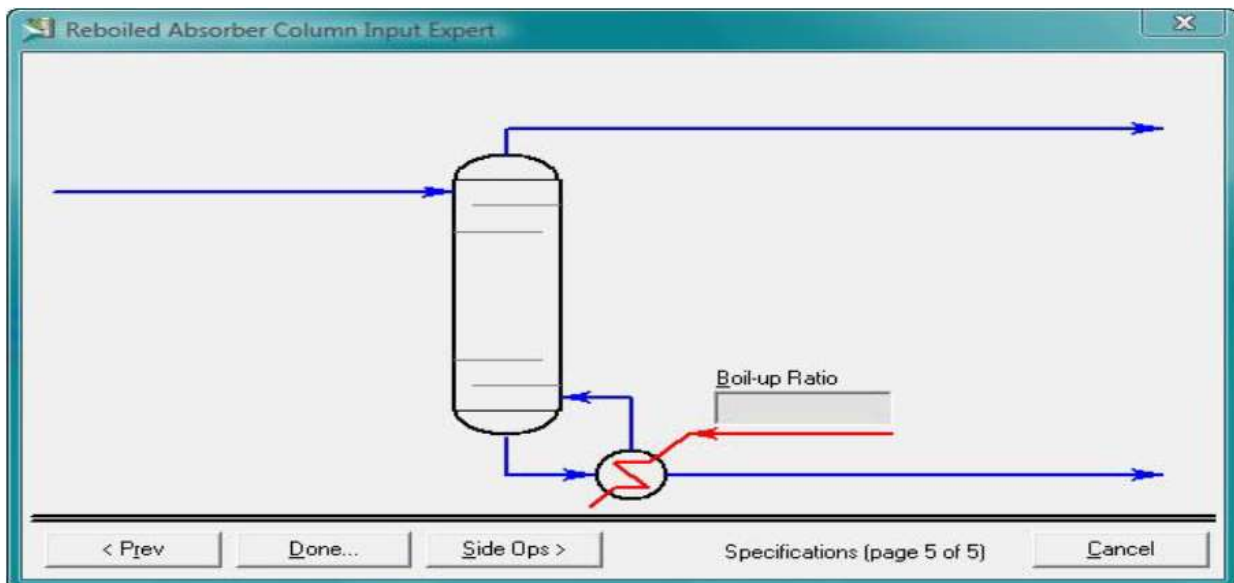 Reboiled Absorber Column Input Expert
Boil-up Ratio
< Prev
Done...
Side Ops >
Specifications (page 5 of 5)
Cancel